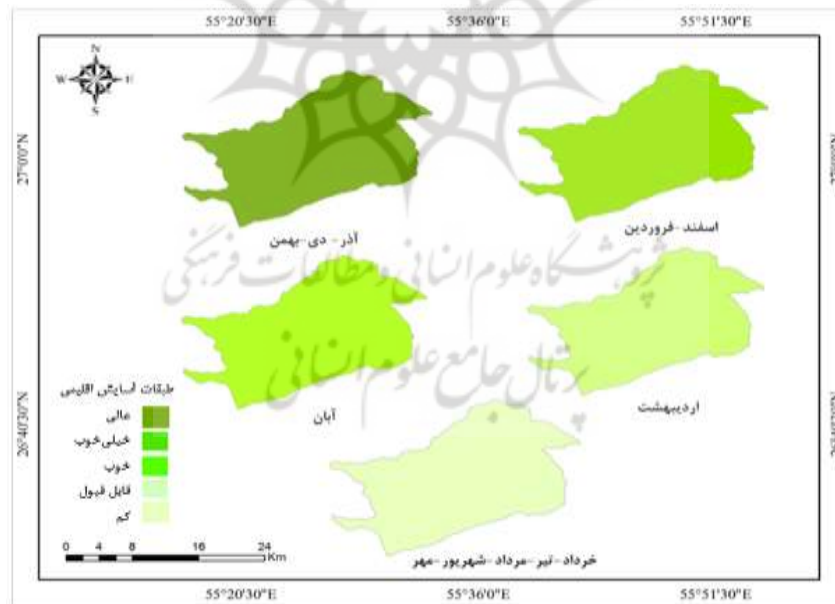 55°20'30"E 55°36'0"E 55°51'30"E
N
W E
S
27°0'0"N
آذر- دی-بهمن
اسفند-فروردین
پژوهشگاه علوم انسانی و مطالعات فرهنگی
پرتال جامع علوم انسانی
آبان
اردیبهشت
26°40'30"N
طبقات آسایش اقلیمی
عالی
خیلی خوب
خوب
قابل قبول
کم
0 2 4 8 16 24
Km
خرداد-تیر-مرداد-شهریور-مهر
55°20'30"E 55°36'0"E 55°51'30"E